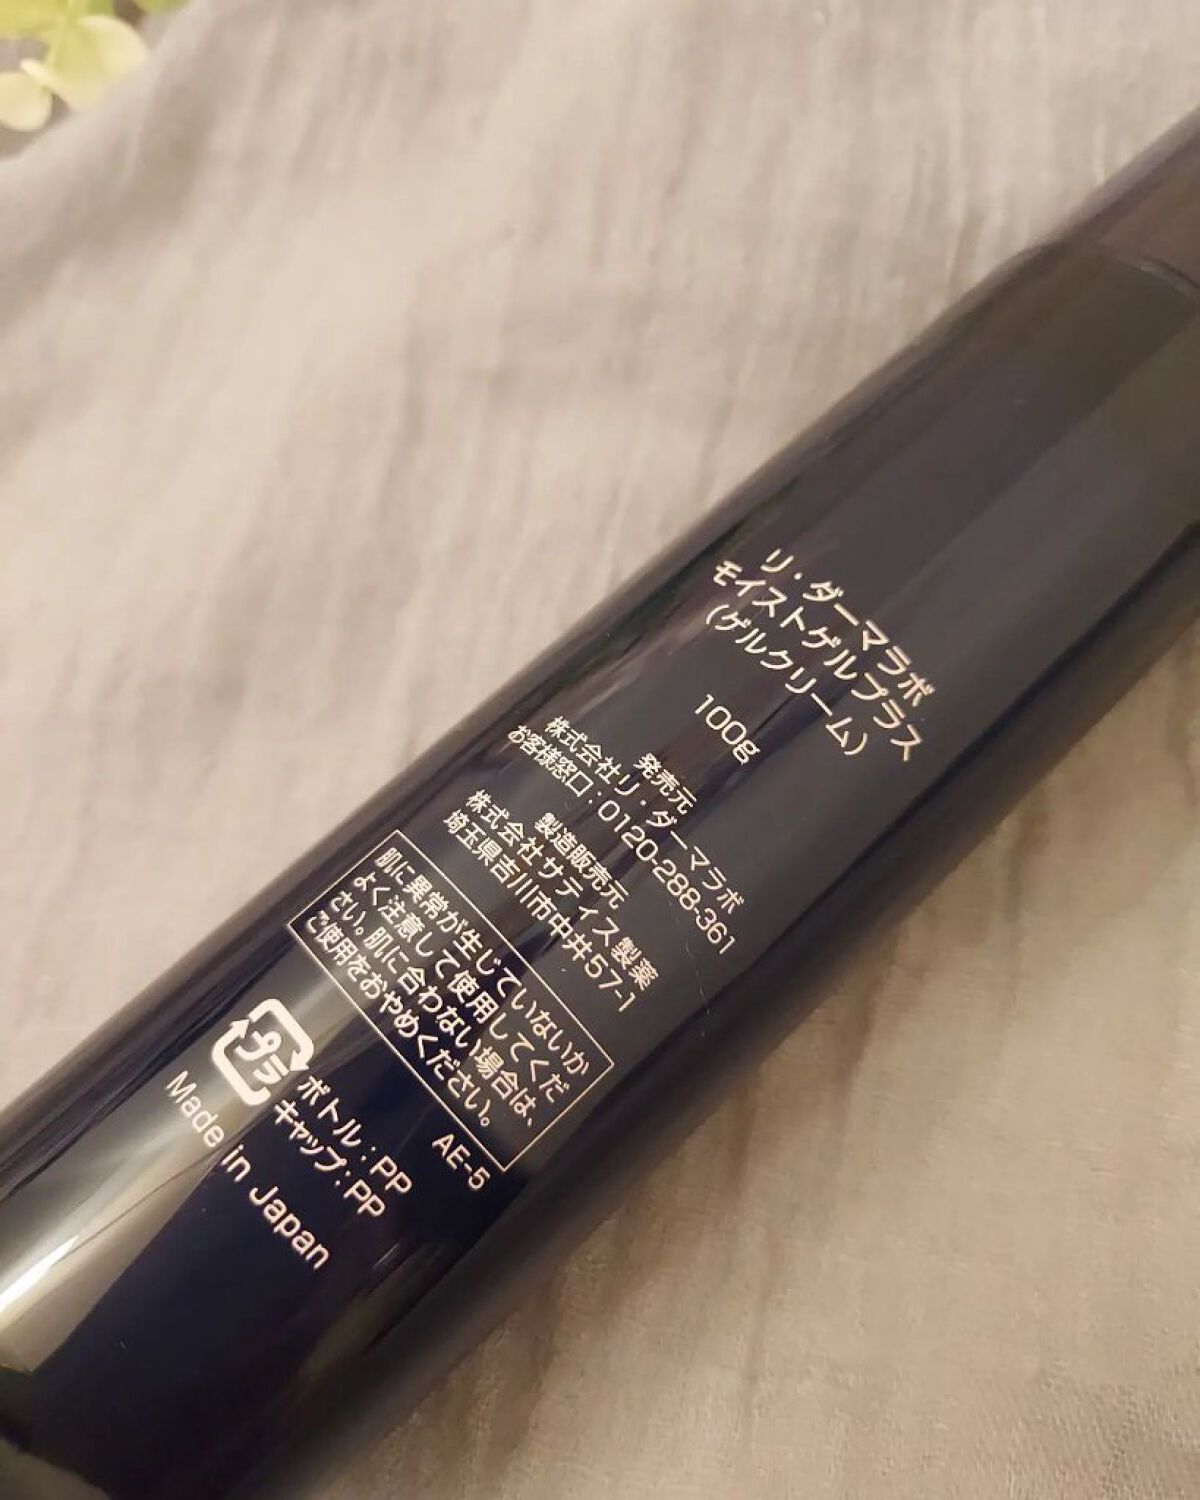 リ・ダーマラボ
モイストゲルプラス
(ゲルクリーム)
100g
発売元
株式会社リ・ダーマラボ
お客様窓口:0120-288-361
製造販売元
株式会社サティス製薬
埼玉県吉川市中井57-1
肌に異常が生じていないか
よく注意して使用してくだ
さい。肌に合わない場合は、
ご使用をおやめください。
AE-5
プラ
ボトル:PP
キャップ:PP
Made in Japan